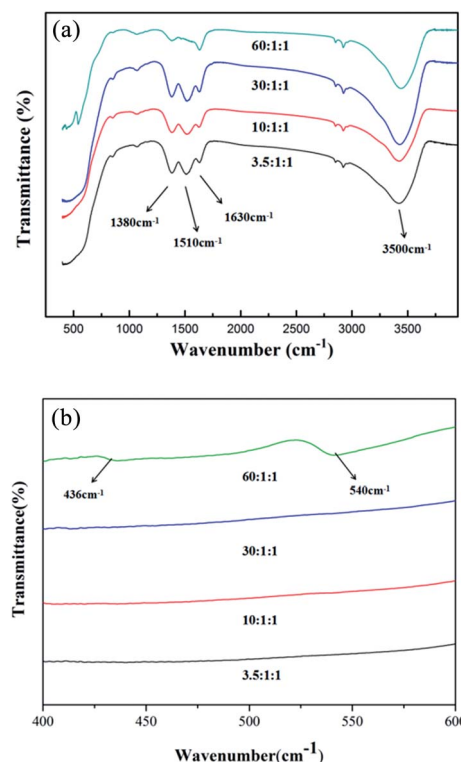 (a)
60:1:1
30:1:1
10:1:1
3.5:1:1
1380cm-1
1510cm-1
1630cm-1
3500cm-1
Transmittance (%)
500 1000 1500 2000 2500 3000 3500
Wavenumber (cm-1)
(b)
436cm-1
540cm-1
60:1:1
30:1:1
10:1:1
3.5:1:1
Transmittance(%)
400 450 500 550 600
Wavenumber(cm-1)